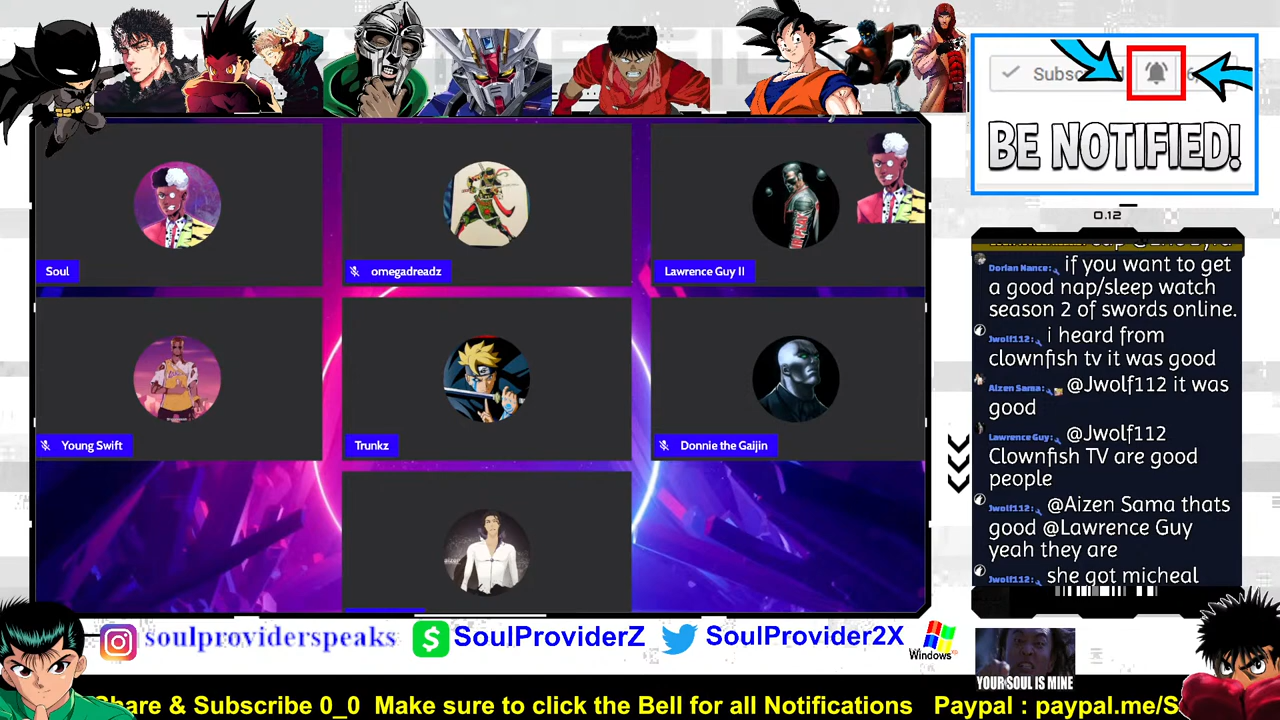 Soul
omegadreadz
Lawrence Guy II
Young Swift
Trunkz
Donnie the Gaijin
BE NOTIFIED!
0.12
Dorian Nance: if you want to get
a good nap/sleep watch
season 2 of swords online.
Jwolf112: i heard from
clownfish tv it was good
Aizen Sama: @Jwolf112 it was
good
Lawrence Guy: @Jwolf112
Clownfish TV are good
people
Jwolf112: @Aizen Sama thats
good @Lawrence Guy
yeah they are
Jwolf112: she got micheal
soulproviderspeaks
SoulProviderZ
SoulProvider2X
Windows
YOUR SOUL IS MINE
Share & Subscribe 0_0 Make sure to click the Bell for all Notifications Paypal : paypal.me/S